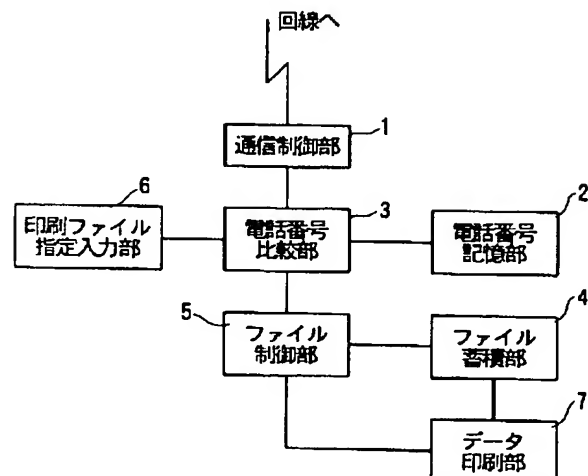 回線へ
1
通信制御部
6
印刷ファイル
指定入力部
3
電話番号
比較部
2
電話番号
記憶部
5
ファイル
制御部
4
ファイル
蓄積部
7
データ
印刷部